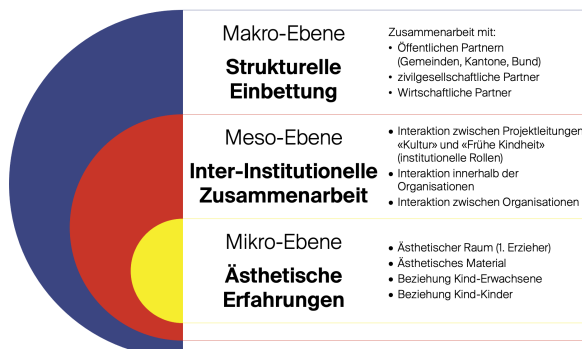 Makro-Ebene
Strukturelle
Einbettung
Zusammenarbeit mit:
• Öffentlichen Partnern
(Gemeinden, Kantone, Bund)
• zivilgesellschaftliche Partner
• Wirtschaftliche Partner
Meso-Ebene
Inter-Institutionelle
Zusammenarbeit
• Interaktion zwischen Projektleitungen
«Kultur» und «Frühe Kindheit»
(institutionelle Rollen)
• Interaktion innerhalb der
Organisationen
• Interaktion zwischen Organisationen
Mikro-Ebene
Ästhetische
Erfahrungen
• Ästhetischer Raum (1. Erzieher)
• Ästhetisches Material
• Beziehung Kind-Erwachsene
• Beziehung Kind-Kinder